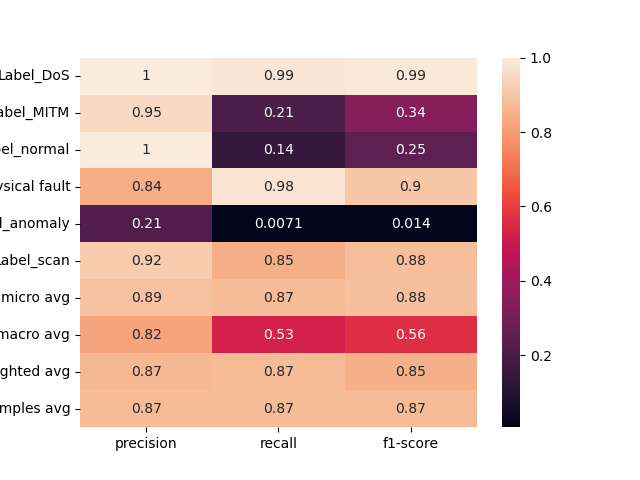 Label_DoS 1 0.99 0.99
abel_MITM 0.95 0.21 0.34
bel_normal 1 0.14 0.25
ysical fault 0.84 0.98 0.9
l_anomaly 0.21 0.0071 0.014
Label_scan 0.92 0.85 0.88
micro avg 0.89 0.87 0.88
macro avg 0.82 0.53 0.56
ghted avg 0.87 0.87 0.85
mples avg 0.87 0.87 0.87
precision recall f1-score
1.0
0.8
0.6
0.4
0.2